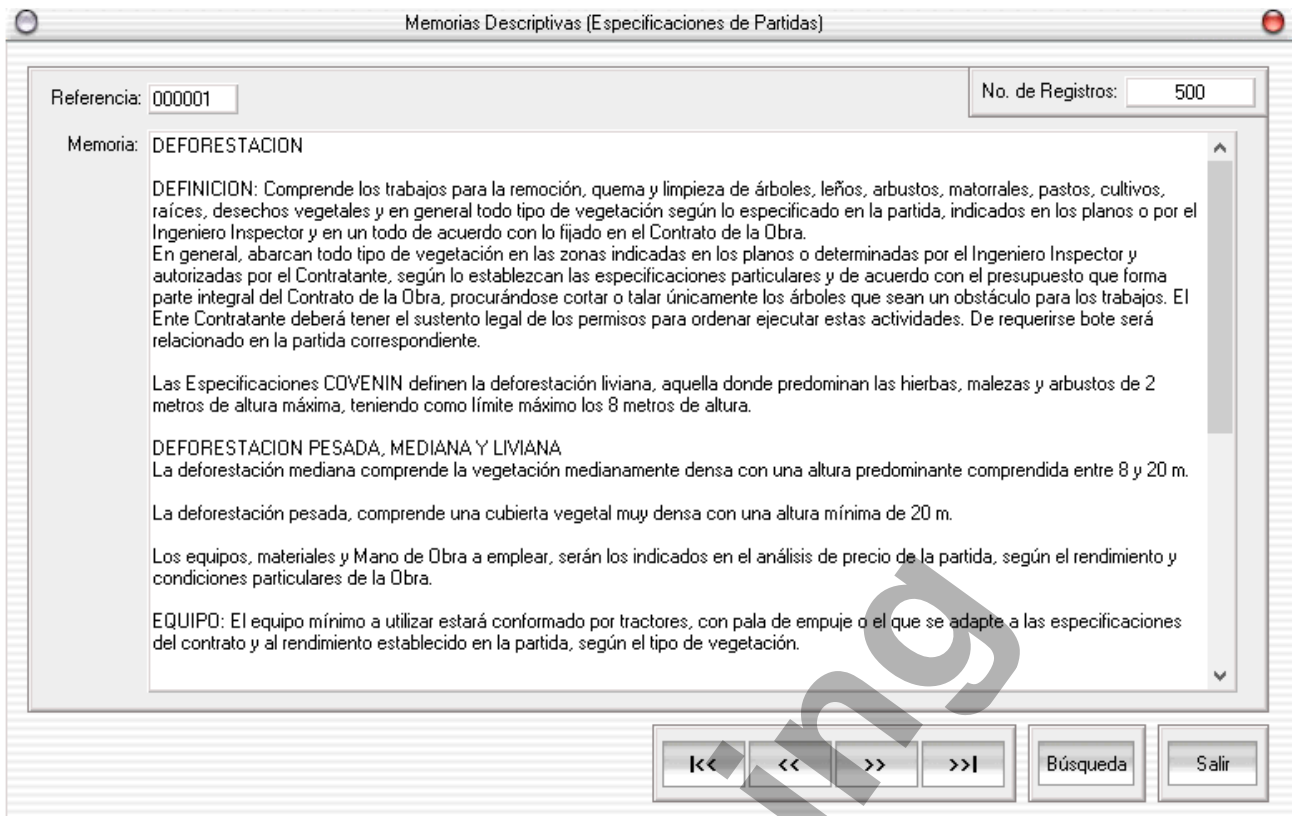 Memorias Descriptivas (Especificaciones de Partidas)
Referencia: 000001
No. de Registros: 500
Memoria: DEFORESTACION
DEFINICION: Comprende los trabajos para la remoción, quema y limpieza de árboles, leños, arbustos, matorrales, pastos, cultivos,
raíces, desechos vegetales y en general todo tipo de vegetación según lo especificado en la partida, indicados en los planos o por el
Ingeniero Inspector y en un todo de acuerdo con lo fijado en el Contrato de la Obra.
En general, abarcan todo tipo de vegetación en las zonas indicadas en los planos o determinadas por el Ingeniero Inspector y
autorizadas por el Contratante, según lo establezcan las especificaciones particulares y de acuerdo con el presupuesto que forma
parte integral del Contrato de la Obra, procurándose cortar o talar únicamente los árboles que sean un obstáculo para los trabajos. El
Ente Contratante deberá tener el sustento legal de los permisos para ordenar ejecutar estas actividades. De requerirse bote será
relacionado en la partida correspondiente.
Las Especificaciones COVENIN definen la deforestación liviana, aquella donde predominan las hierbas, malezas y arbustos de 2
metros de altura máxima, teniendo como límite máximo los 8 metros de altura.
DEFORESTACION PESADA, MEDIANA Y LIVIANA
La deforestación mediana comprende la vegetación medianamente densa con una altura predominante comprendida entre 8 y 20 m.
La deforestación pesada, comprende una cubierta vegetal muy densa con una altura mínima de 20 m.
Los equipos, materiales y Mano de Obra a emplear, serán los indicados en el análisis de precio de la partida, según el rendimiento y
condiciones particulares de la Obra.
EQUIPO: El equipo mínimo a utilizar estará conformado por tractores, con pala de empuje o el que se adapte a las especificaciones
del contrato y al rendimiento establecido en la partida, según el tipo de vegetación.
ing
|<< << >> >>| Búsqueda Salir